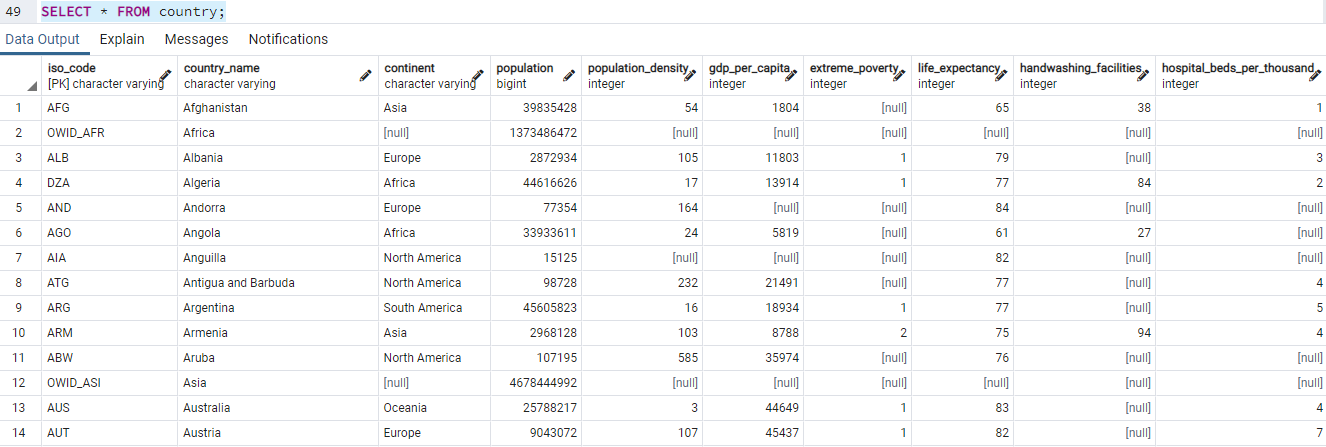 49 SELECT * FROM country;
Data Output Explain Messages Notifications
iso_code country_name continent population population_density gdp_per_capita extreme_poverty life_expectancy handwashing_facilities hospital_beds_per_thousand
[PK] character varying character varying character varying bigint integer integer integer integer integer integer
1 AFG Afghanistan Asia 39835428 54 1804 [null] 65 38 1
2 OWID_AFR Africa [null] 1373486472 [null] [null] [null] [null] [null] [null]
3 ALB Albania Europe 2872934 105 11803 1 79 [null] 3
4 DZA Algeria Africa 44616626 17 13914 1 77 84 2
5 AND Andorra Europe 77354 164 [null] [null] 84 [null] [null]
6 AGO Angola Africa 33933611 24 5819 [null] 61 27 [null]
7 AIA Anguilla North America 15125 [null] [null] [null] 82 [null] [null]
8 ATG Antigua and Barbuda North America 98728 232 21491 [null] 77 [null] 4
9 ARG Argentina South America 45605823 16 18934 1 77 [null] 5
10 ARM Armenia Asia 2968128 103 8788 2 75 94 4
11 ABW Aruba North America 107195 585 35974 [null] 76 [null] [null]
12 OWID_ASI Asia [null] 4678444992 [null] [null] [null] [null] [null] [null]
13 AUS Australia Oceania 25788217 3 44649 1 83 [null] 4
14 AUT Austria Europe 9043072 107 45437 1 82 [null] 7